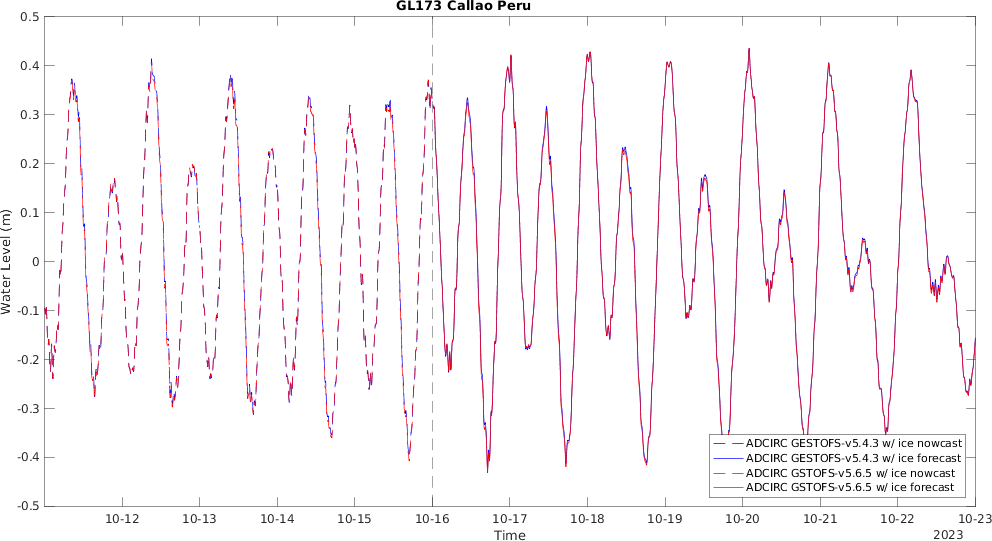 GL173 Callao Peru
0.5
0.4
0.3
0.2
0.1
0
-0.1
-0.2
-0.3
-0.4
-0.5
Water Level (m)
ADCIRC GESTOFS-v5.4.3 w/ ice nowcast
ADCIRC GESTOFS-v5.4.3 w/ ice forecast
ADCIRC GSTOFS-v5.6.5 w/ ice nowcast
ADCIRC GSTOFS-v5.6.5 w/ ice forecast
10-12 10-13 10-14 10-15 10-16 10-17 10-18 10-19 10-20 10-21 10-22 10-23
Time
2023